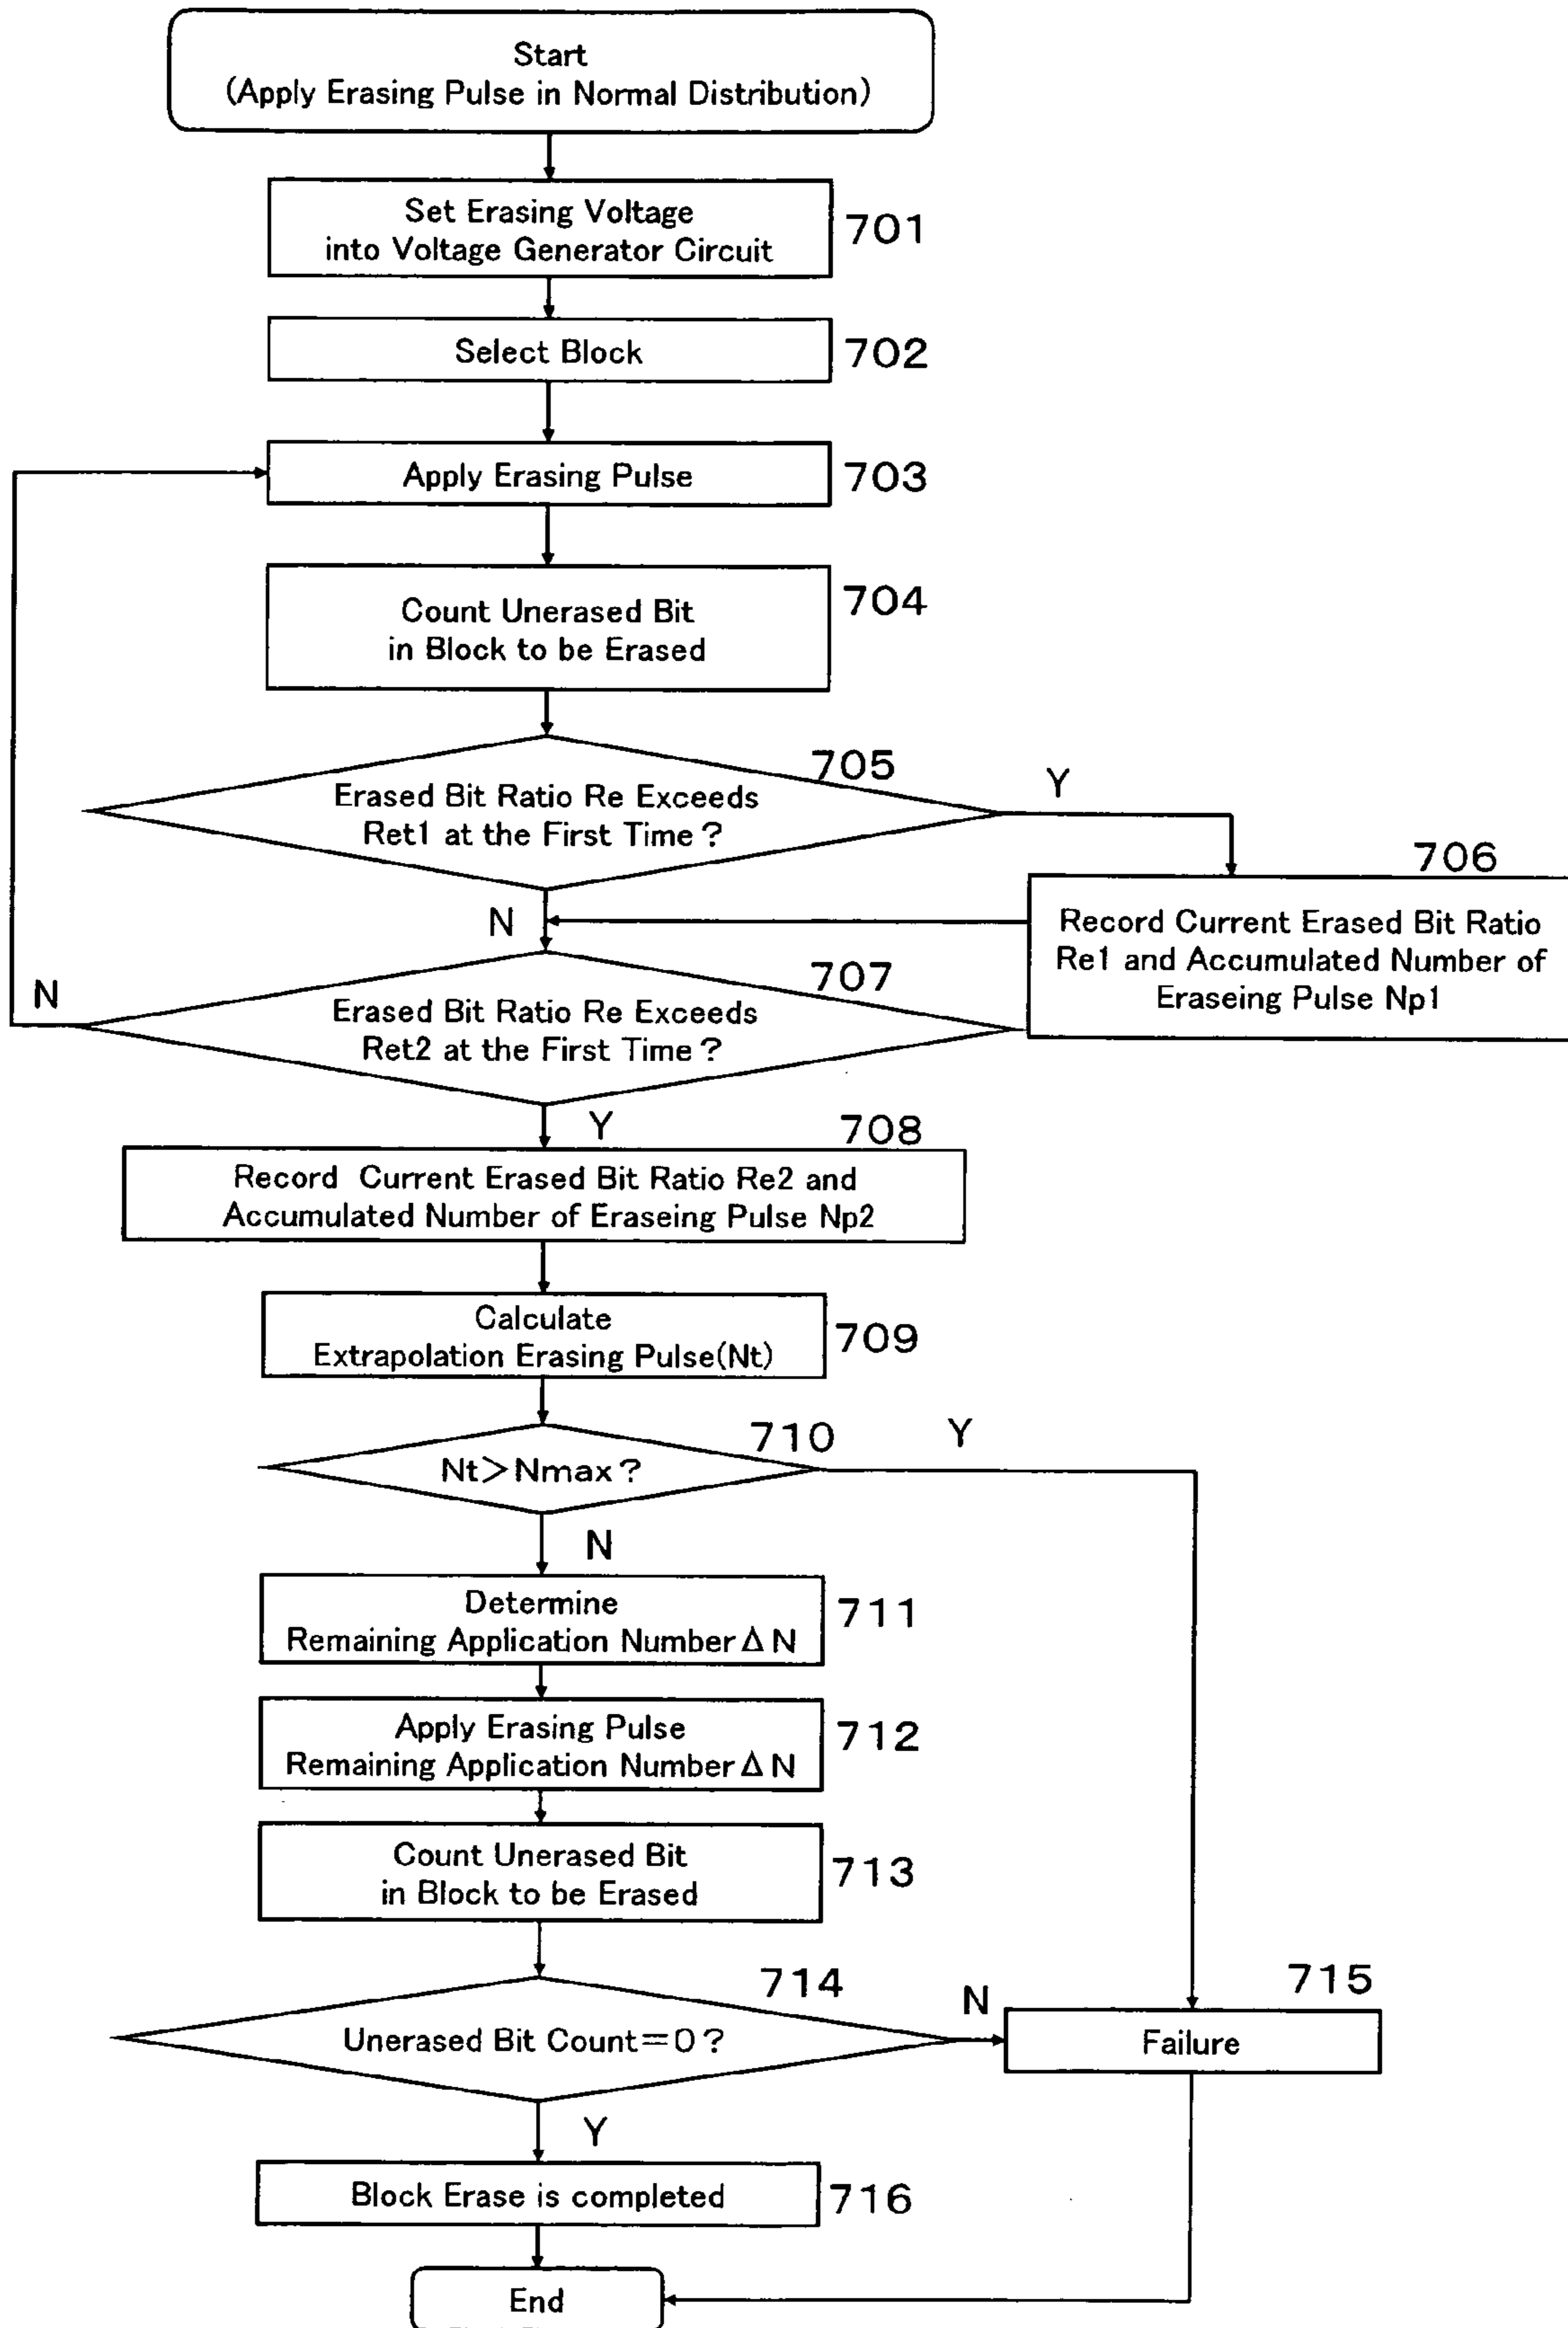 Start
(Apply Erasing Pulse in Normal Distribution)
Set Erasing Voltage
into Voltage Generator Circuit
701
Select Block
702
Apply Erasing Pulse
703
Count Unerased Bit
in Block to be Erased
704
705
Erased Bit Ratio Re Exceeds
Ret1 at the First Time?
Y
706
Record Current Erased Bit Ratio
Re1 and Accumulated Number of
Eraseing Pulse Np1
N
707
Erased Bit Ratio Re Exceeds
Ret2 at the First Time?
N
Y
708
Record Current Erased Bit Ratio Re2 and
Accumulated Number of Eraseing Pulse Np2
Calculate
Extrapolation Erasing Pulse(Nt)
709
710
Nt>Nmax?
Y
N
Determine
Remaining Application Number Δ N
711
Apply Erasing Pulse
Remaining Application Number Δ N
712
Count Unerased Bit
in Block to be Erased
713
714
Unerased Bit Count=0?
N
715
Failure
Y
Block Erase is completed
716
End